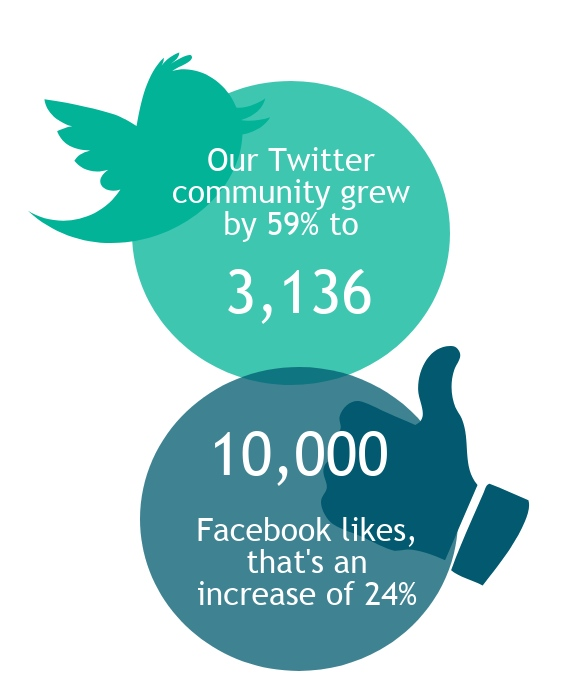 Our Twitter
community grew
by 59% to
3,136
10,000
Facebook likes,
that's an
increase of 24%